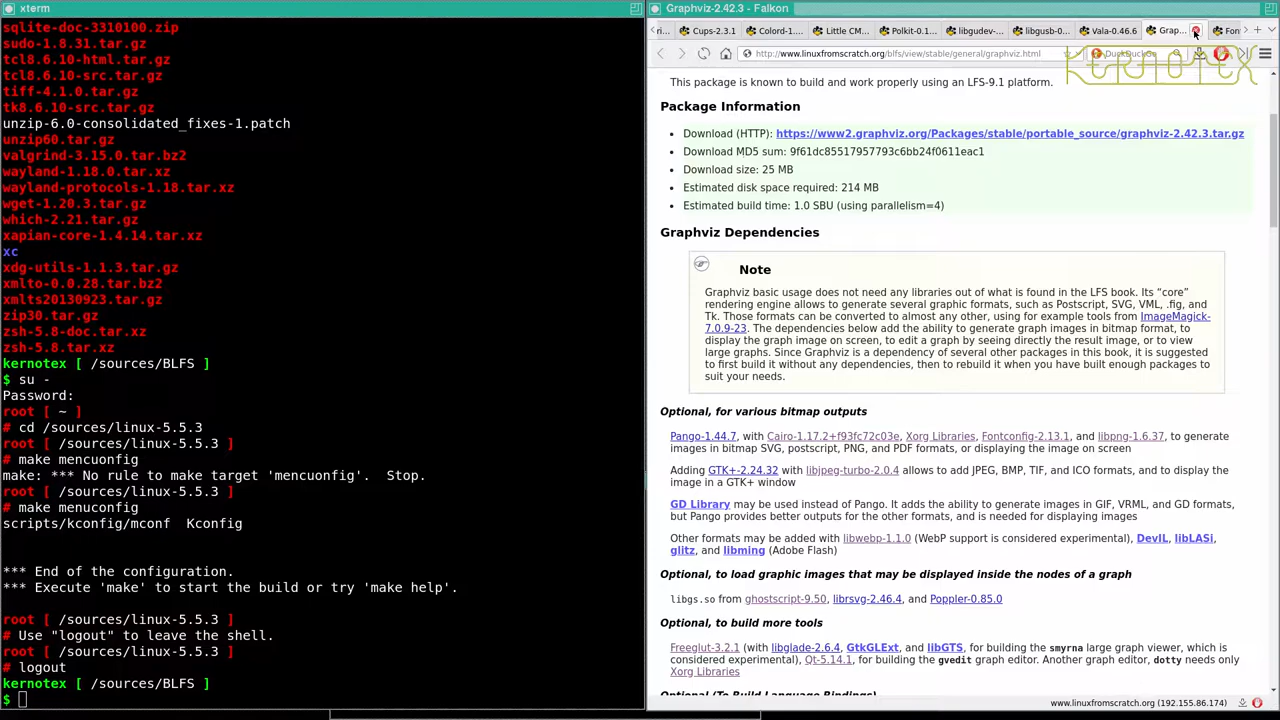 xterm
sqlite-doc-3310100.zip
sudo-1.8.31.tar.gz
tcl8.6.10-html.tar.gz
tcl8.6.10-src.tar.gz
tiff-4.1.0.tar.gz
tk8.6.10-src.tar.gz
unzip-6.0-consolidated_fixes-1.patch
unzip60.tar.gz
valgrind-3.15.0.tar.bz2
wayland-1.18.0.tar.xz
wayland-protocols-1.18.tar.xz
wget-1.20.3.tar.gz
which-2.21.tar.gz
xapian-core-1.4.14.tar.xz
xc
xdg-utils-1.1.3.tar.gz
xmlto-0.0.28.tar.bz2
xmlts20130923.tar.gz
zip30.tar.gz
zsh-5.8-doc.tar.xz
zsh-5.8.tar.xz
kernotex [ /sources/BLFS ]
$ su -
Password:
root [ ~ ]
# cd /sources/linux-5.5.3
root [ /sources/linux-5.5.3 ]
# make mencuonfig
make: *** No rule to make target 'mencuonfig'.  Stop.
root [ /sources/linux-5.5.3 ]
# make menuconfig
scripts/kconfig/mconf  Kconfig
*** End of the configuration.
*** Execute 'make' to start the build or try 'make help'.
root [ /sources/linux-5.5.3 ]
# Use "logout" to leave the shell.
root [ /sources/linux-5.5.3 ]
# logout
kernotex [ /sources/BLFS ]
$
Graphviz-2.42.3 - Falkon
ri... Cups-2.3.1 Colord-1.... Little CM... Polkit-0.1... libgudev-... libgusb-0... Vala-0.46.6 Grap... Fon
http://www.linuxfromscratch.org/blfs/view/stable/general/graphviz.html DuckDuckGo
KERNOTEX
This package is known to build and work properly using an LFS-9.1 platform.
Package Information
• Download (HTTP): https://www2.graphviz.org/Packages/stable/portable_source/graphviz-2.42.3.tar.gz
• Download MD5 sum: 9f61dc85517957793c6bb24f0611eac1
• Download size: 25 MB
• Estimated disk space required: 214 MB
• Estimated build time: 1.0 SBU (using parallelism=4)
Graphviz Dependencies
Note
Graphviz basic usage does not need any libraries out of what is found in the LFS book. Its “core”
rendering engine allows to generate several graphic formats, such as Postscript, SVG, VML, .fig, and
Tk. Those formats can be converted to almost any other, using for example tools from ImageMagick-
7.0.9-23. The dependencies below add the ability to generate graph images in bitmap format, to
display the graph image on screen, to edit a graph by seeing directly the result image, or to view
large graphs. Since Graphviz is a dependency of several other packages in this book, it is suggested
to first build it without any dependencies, then to rebuild it when you have built enough packages to
suit your needs.
Optional, for various bitmap outputs
Pango-1.44.7, with Cairo-1.17.2+f93fc72c03e, Xorg Libraries, Fontconfig-2.13.1, and libpng-1.6.37, to generate
images in bitmap SVG, postscript, PNG, and PDF formats, or displaying the image on screen
Adding GTK+-2.24.32 with libjpeg-turbo-2.0.4 allows to add JPEG, BMP, TIF, and ICO formats, and to display the
image in a GTK+ window
GD Library may be used instead of Pango. It adds the ability to generate images in GIF, VRML, and GD formats,
but Pango provides better outputs for the other formats, and is needed for displaying images
Other formats may be added with libwebp-1.1.0 (WebP support is considered experimental), DevIL, libLASi,
glitz, and libming (Adobe Flash)
Optional, to load graphic images that may be displayed inside the nodes of a graph
libgs.so from ghostscript-9.50, librsvg-2.46.4, and Poppler-0.85.0
Optional, to build more tools
Freeglut-3.2.1 (with libglade-2.6.4, GtkGLExt, and libGTS, for building the smyrna large graph viewer, which is
considered experimental), Qt-5.14.1, for building the gvedit graph editor. Another graph editor, dotty needs only
Xorg Libraries
Optional (To Build Language Bindings)
www.linuxfromscratch.org (192.155.86.174)